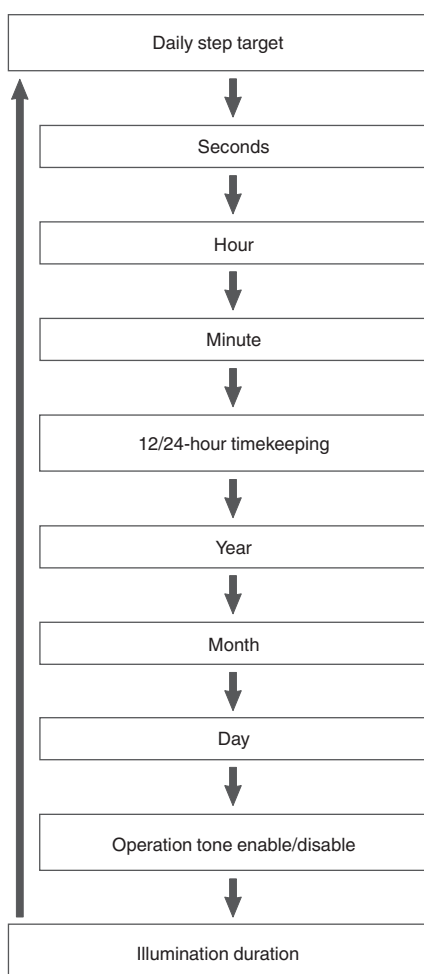 Daily step target
Seconds
Hour
Minute
12/24-hour timekeeping
Year
Month
Day
Operation tone enable/disable
Illumination duration